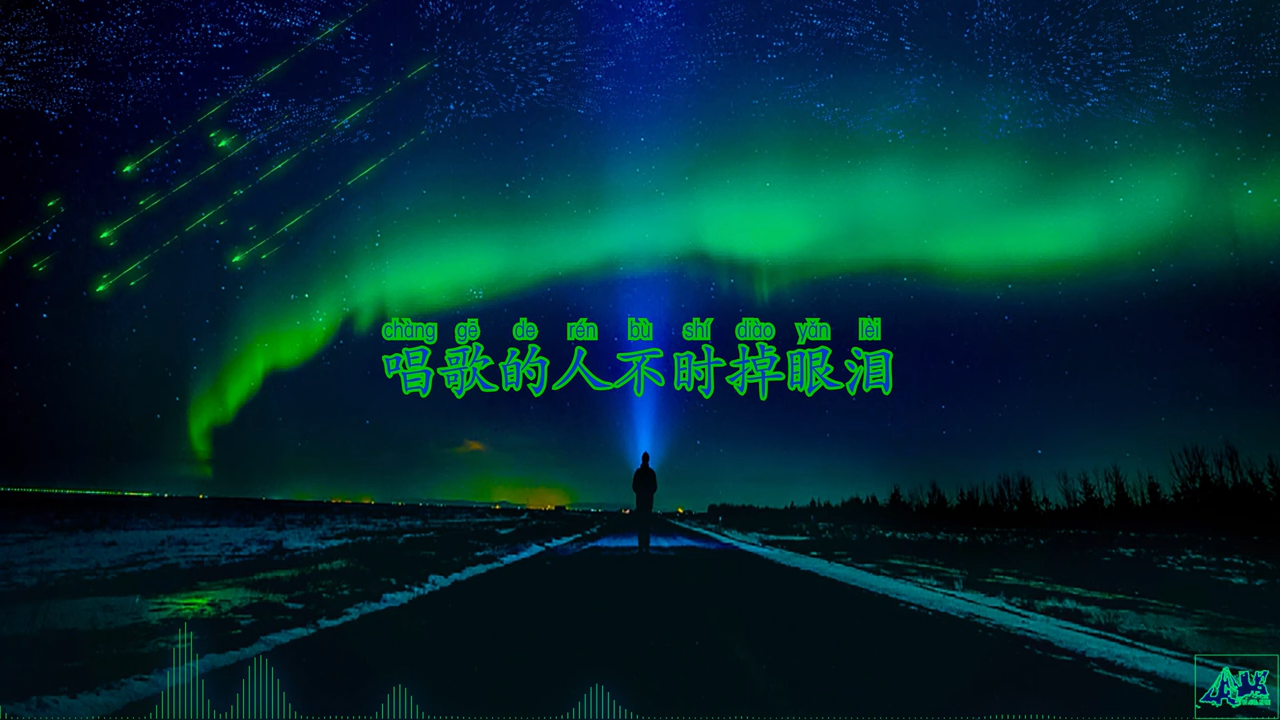 chàng gē de rén bù shí diào yǎn lèi
唱歌的人不时掉眼泪